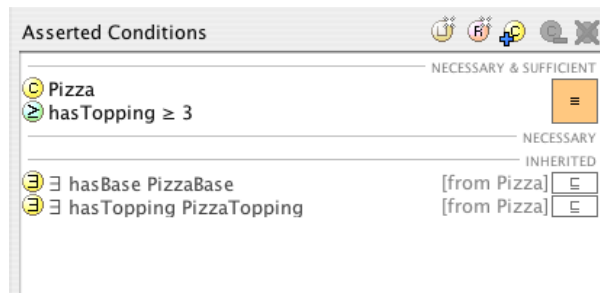 Asserted Conditions
NECESSARY & SUFFICIENT
C Pizza
≡
≥ hasTopping ≥ 3
NECESSARY
INHERITED
∃ ∃ hasBase PizzaBase [from Pizza] ⊑
∃ ∃ hasTopping PizzaTopping [from Pizza] ⊑